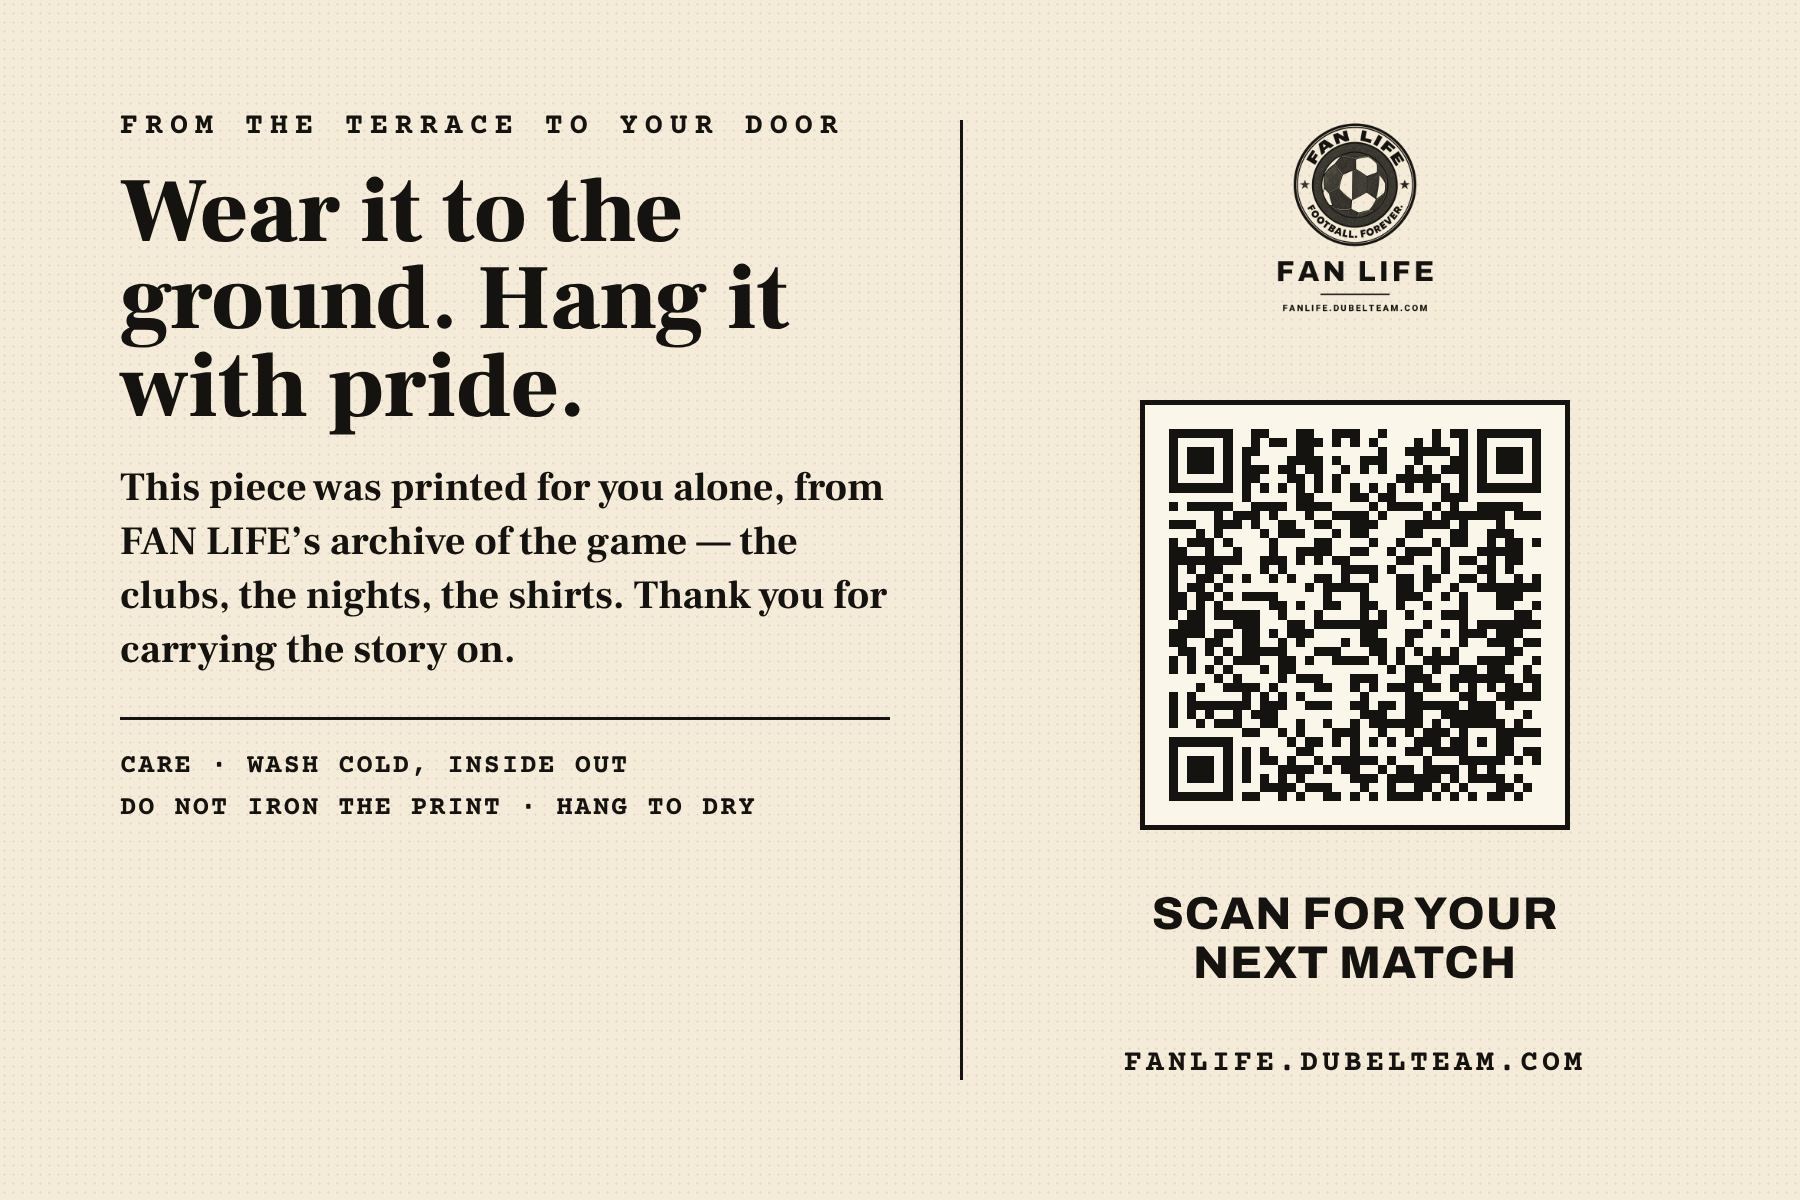 FROM THE TERRACE TO YOUR DOOR
Wear it to the
ground. Hang it
with pride.
This piece was printed for you alone, from
FAN LIFE’s archive of the game — the
clubs, the nights, the shirts. Thank you for
carrying the story on.
CARE · WASH COLD, INSIDE OUT
DO NOT IRON THE PRINT · HANG TO DRY
FAN LIFE
FOOTBALL. FOREVER.
FAN LIFE
FANLIFE.DUBELTEAM.COM
SCAN FOR YOUR
NEXT MATCH
FANLIFE.DUBELTEAM.COM